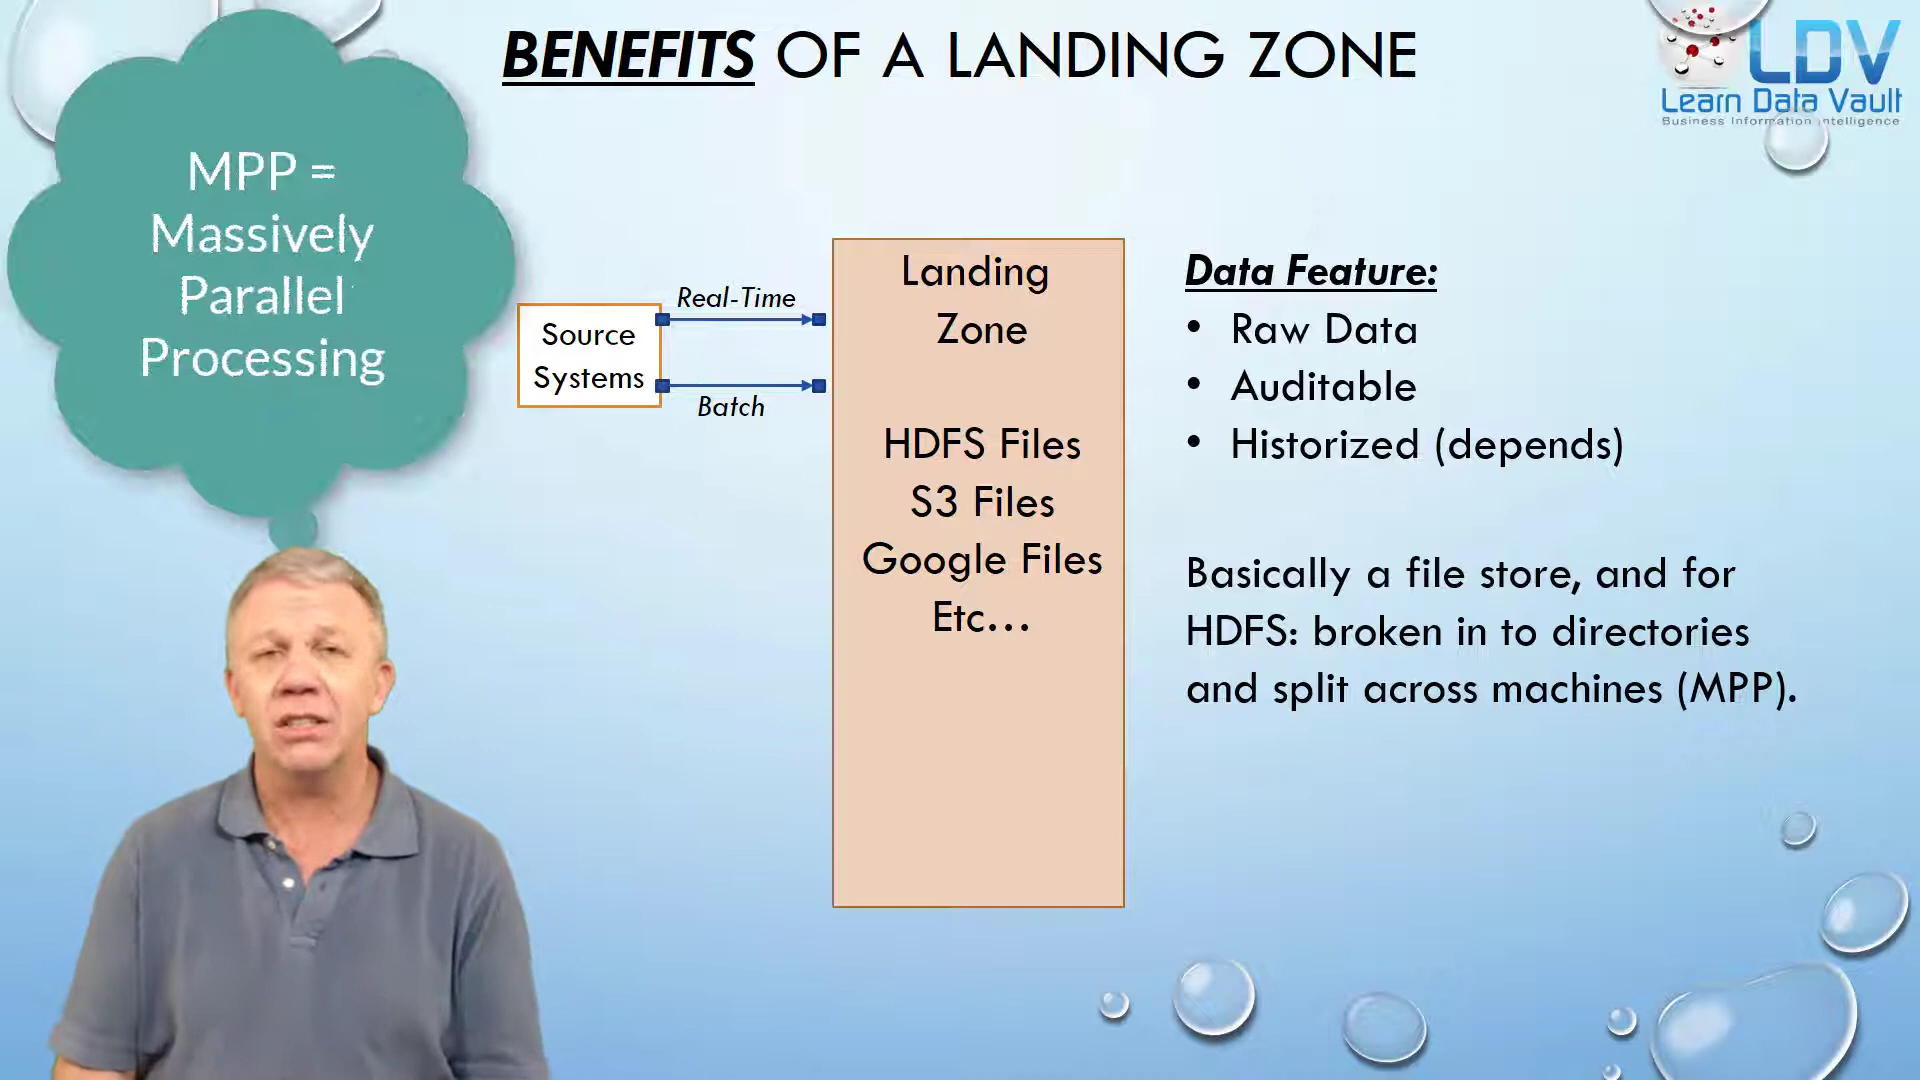 BENEFITS OF A LANDING ZONE
LDV
Learn Data Vault
Business Information Intelligence
MPP =
Massively
Parallel
Processing
Source
Systems
Real-Time
Batch
Landing
Zone
HDFS Files
S3 Files
Google Files
Etc...
Data Feature:
• Raw Data
• Auditable
• Historized (depends)
Basically a file store, and for
HDFS: broken in to directories
and split across machines (MPP).